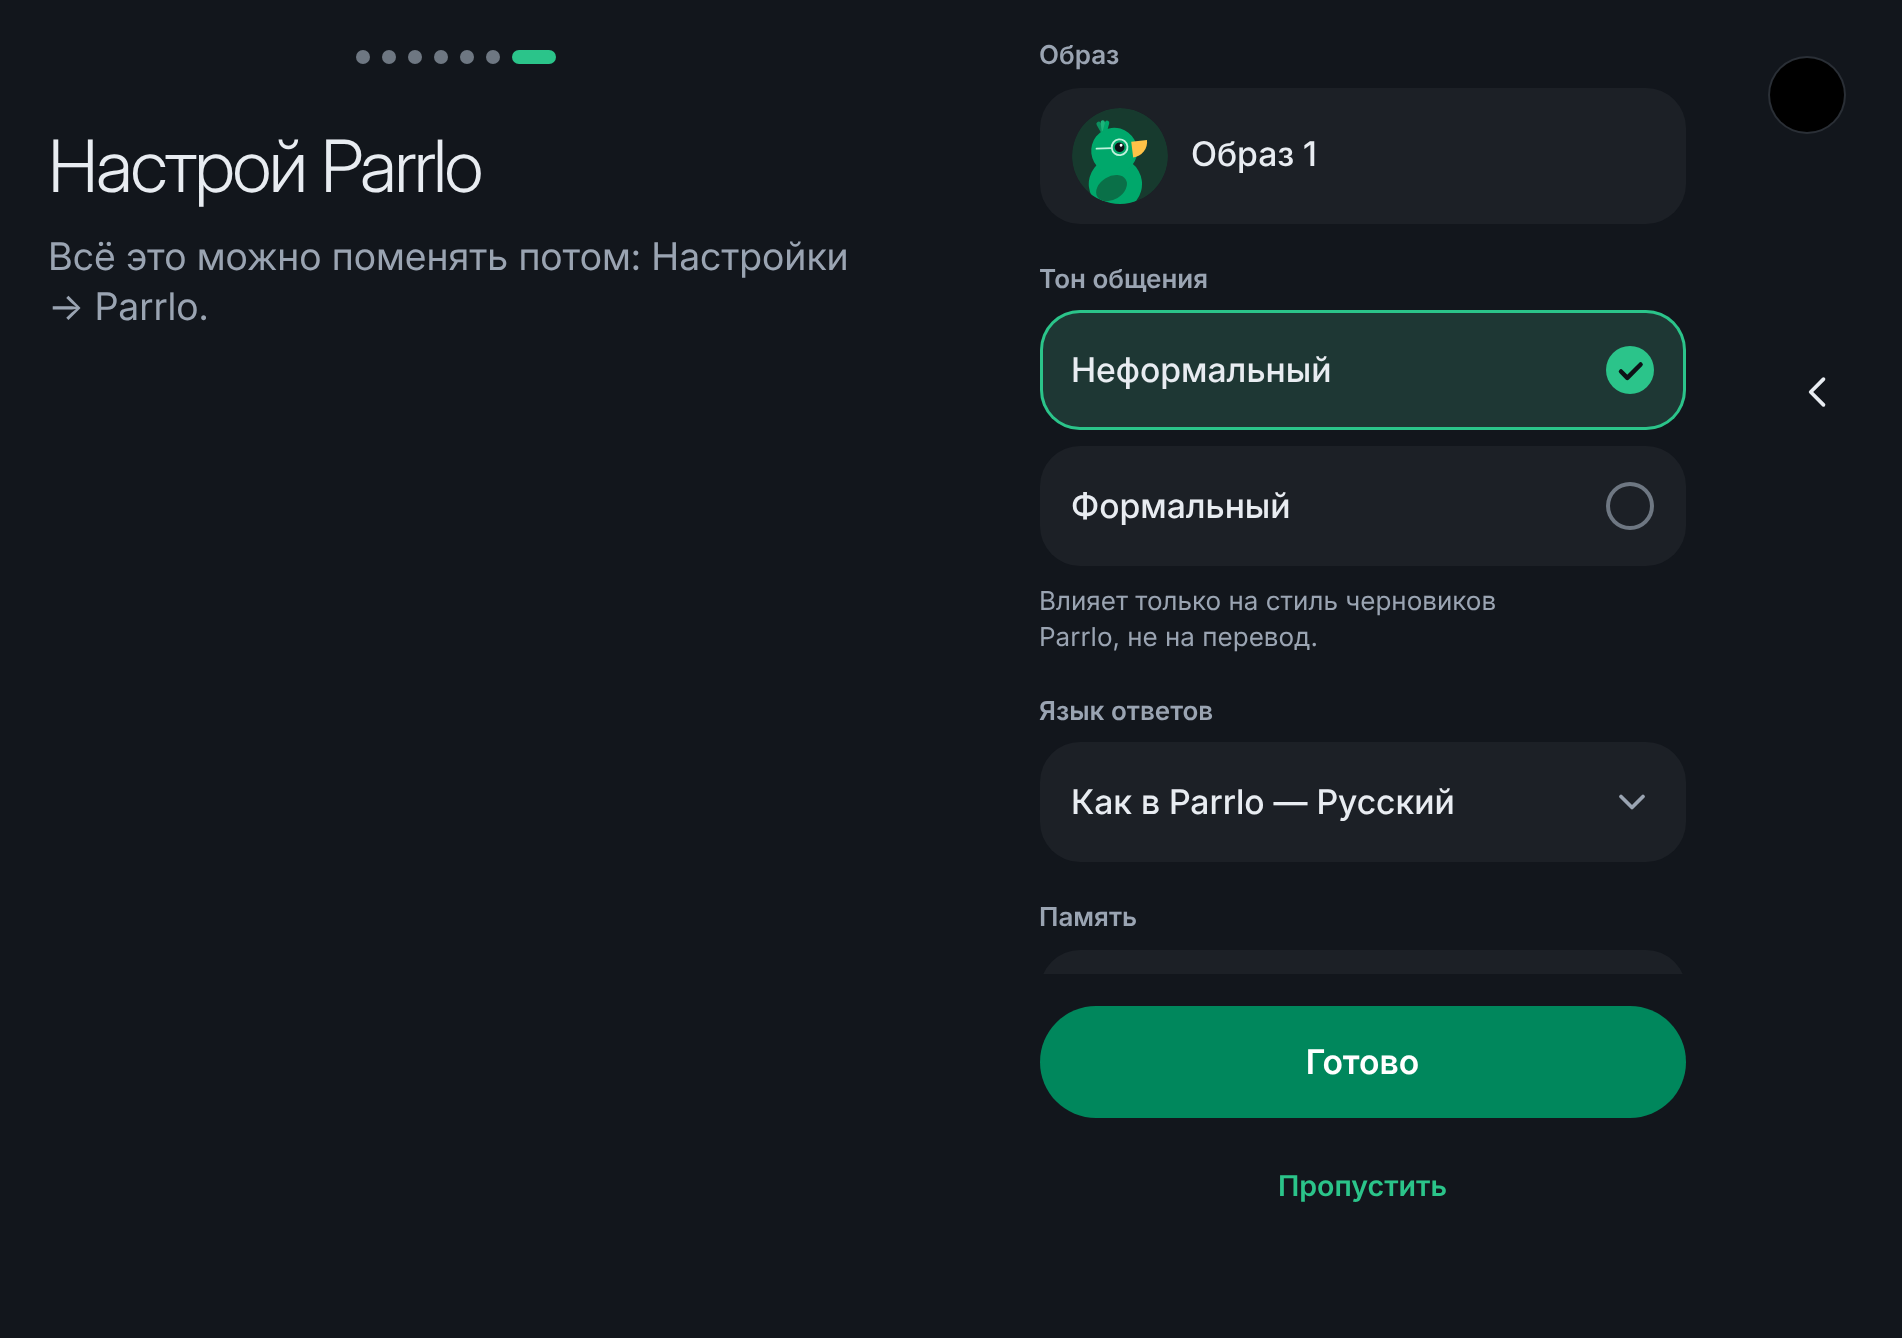 Настрой Parrlo
Всё это можно поменять потом: Настройки
→ Parrlo.
Образ
Образ 1
Тон общения
Неформальный
Формальный
Влияет только на стиль черновиков
Parrlo, не на перевод.
Язык ответов
Как в Parrlo — Русский
Память
Готово
Пропустить